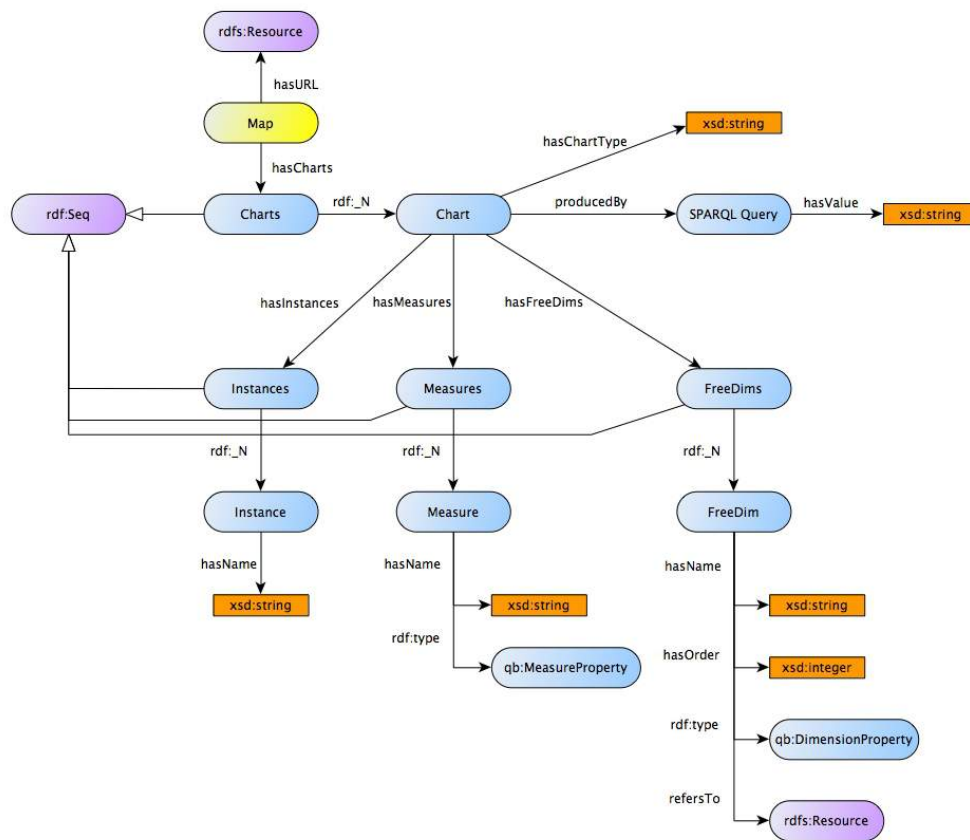 rdfs:Resource
hasURL
Map
xsd:string
hasChartType
hasCharts
rdf:Seq
Charts
rdf:_N
Chart
producedBy
SPARQL Query
hasValue
xsd:string
hasInstances
hasMeasures
hasFreeDims
Instances
Measures
FreeDims
rdf:_N
rdf:_N
rdf:_N
Instance
Measure
FreeDim
hasName
hasName
hasName
xsd:string
xsd:string
xsd:string
rdf:type
hasOrder
qb:MeasureProperty
xsd:integer
rdf:type
qb:DimensionProperty
refersTo
rdfs:Resource